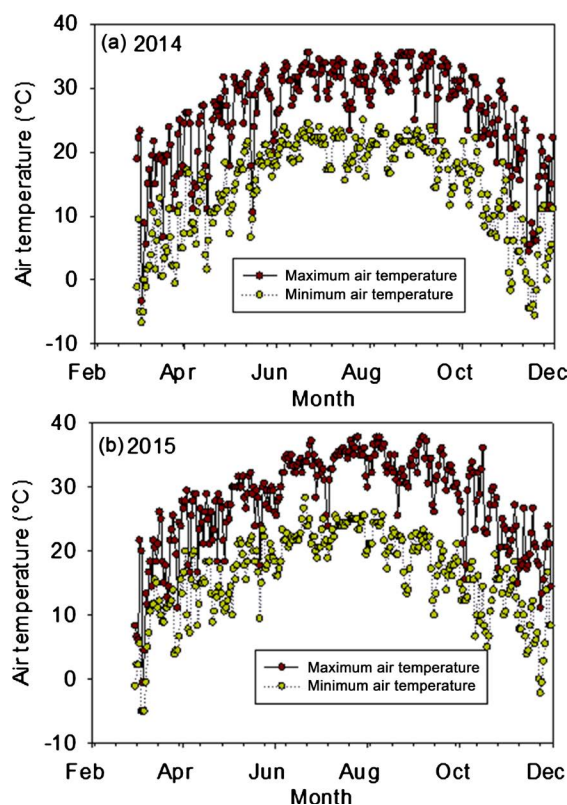 (a) 2014
40
30
20
10
0
-10
Air temperature (°C)
Maximum air temperature
Minimum air temperature
Feb Apr Jun Aug Oct Dec
Month
(b) 2015
40
30
20
10
0
-10
Air temperature (°C)
Maximum air temperature
Minimum air temperature
Feb Apr Jun Aug Oct Dec
Month